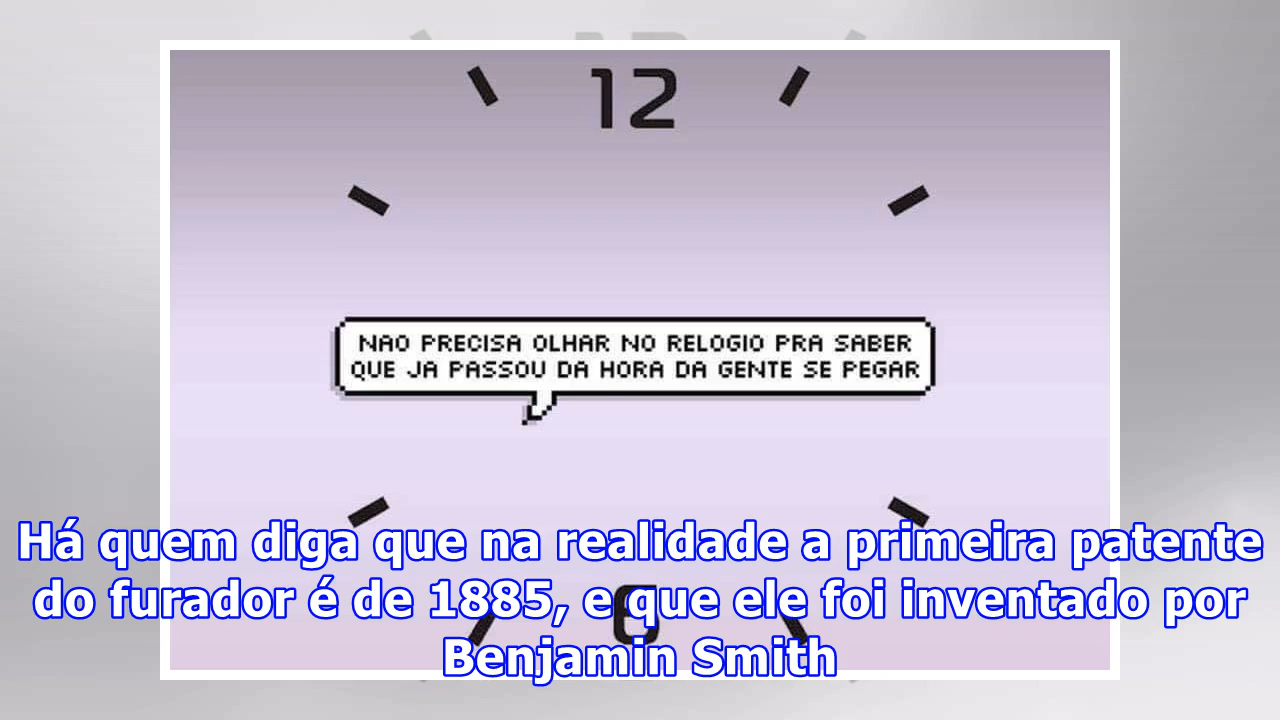 12
NAO PRECISA OLHAR NO RELOGIO PRA SABER
QUE JA PASSOU DA HORA DA GENTE SE PEGAR
Há quem diga que na realidade a primeira patente
do furador é de 1885, e que ele foi inventado por
6
Benjamin Smith